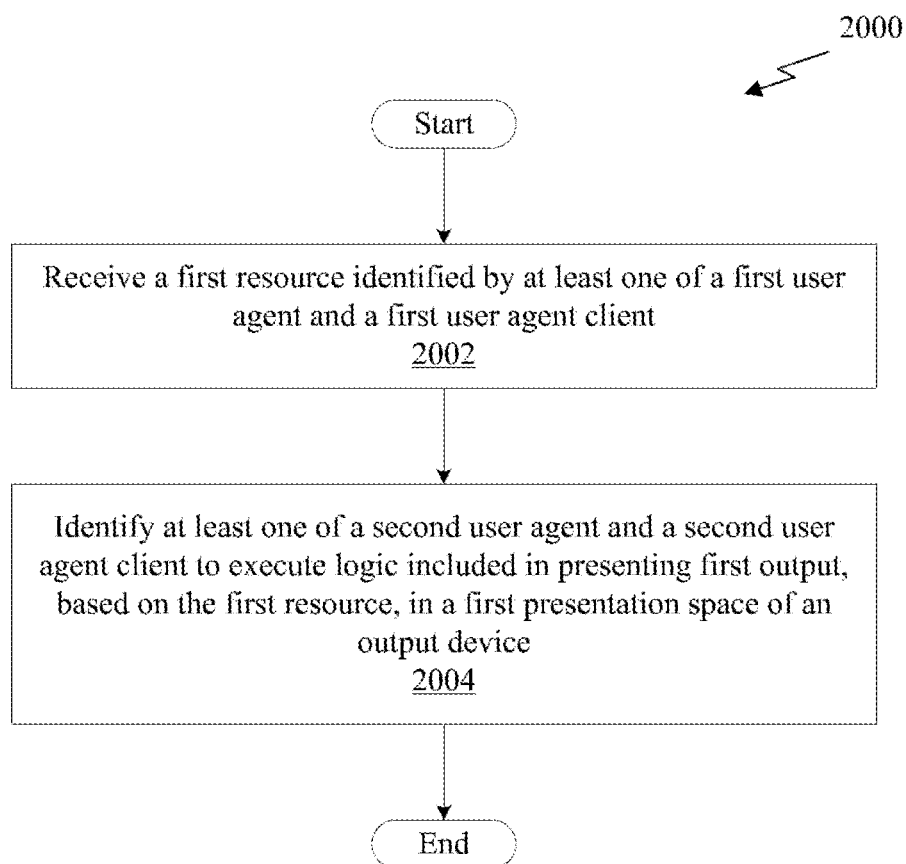 2000
Start
Receive a first resource identified by at least one of a first user
agent and a first user agent client
2002
Identify at least one of a second user agent and a second user
agent client to execute logic included in presenting first output,
based on the first resource, in a first presentation space of an
output device
2004
End